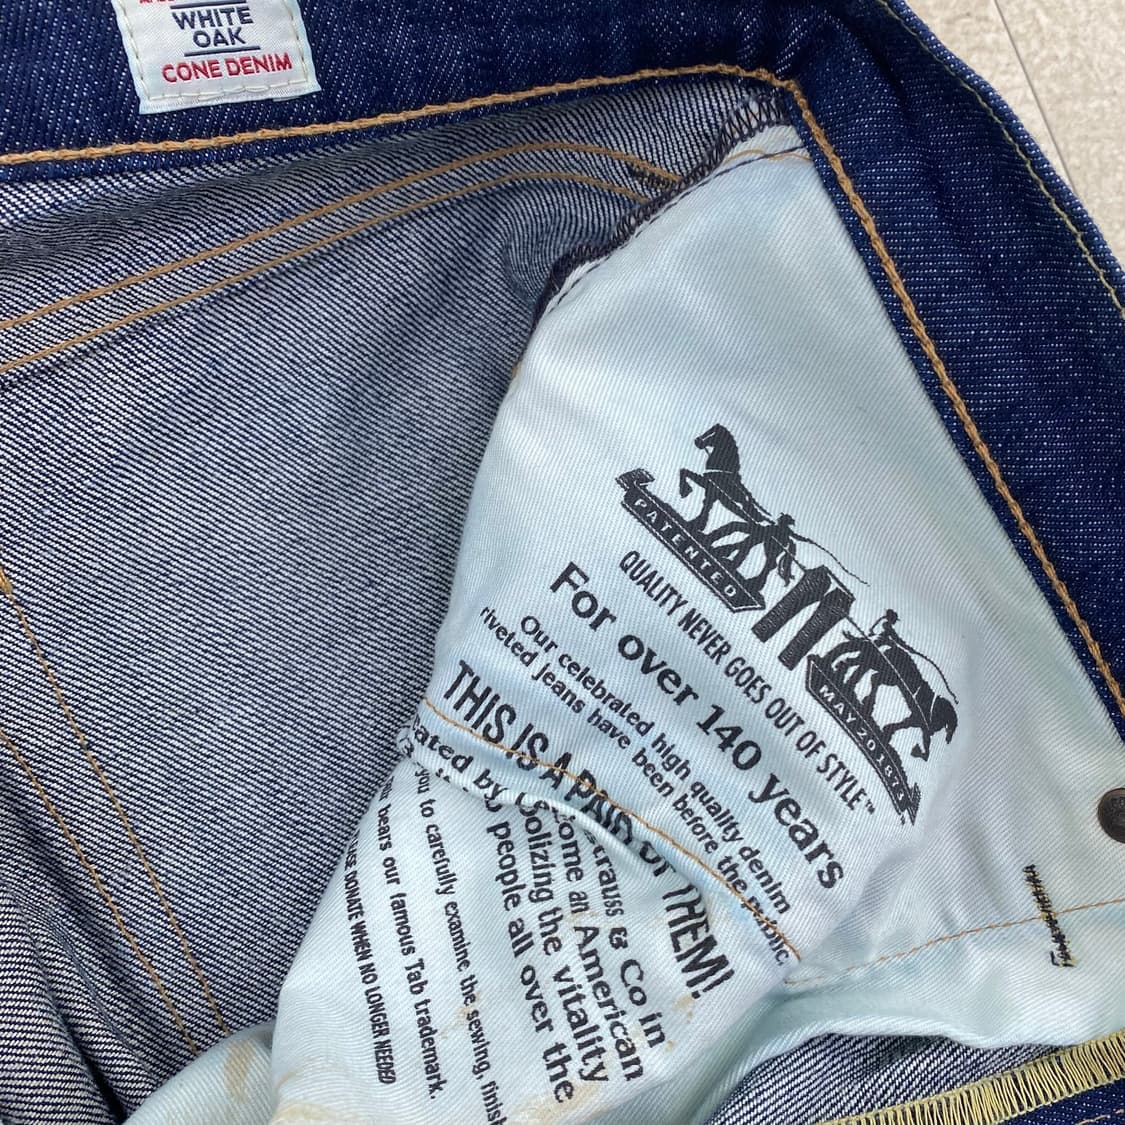 WHITE
OAK
CONE DENIM
PATENTED
MAY 20 1873
QUALITY NEVER GOES OUT OF STYLE™
For over 140 years
Our celebrated high quality denim
riveted jeans have been before the public.
THIS IS A PAIR OF THEM!
Strauss & Co in
come an American
bolizing the vitality
people all over the
you to carefully examine the sewing,
bears our famous Tab trademark.
DONATE WHEN NO LONGER NEEDED